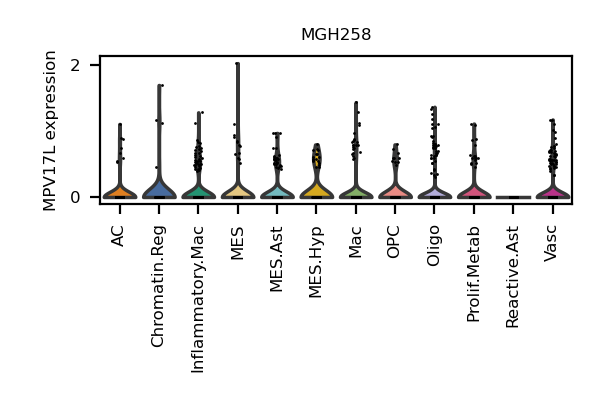 MGH258
MPV17L expression
2
0
AC
Chromatin.Reg
Inflammatory.Mac
MES
MES.Ast
MES.Hyp
Mac
OPC
Oligo
Prolif.Metab
Reactive.Ast
Vasc